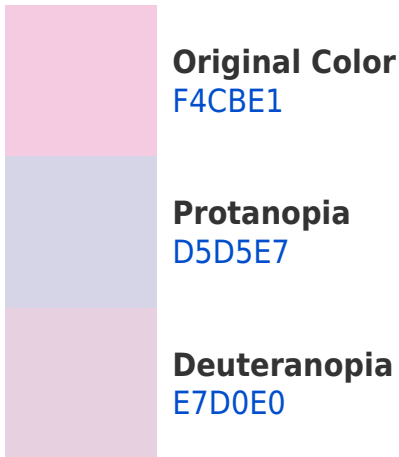 Original Color
F4CBE1
Protanopia
D5D5E7
Deuteranopia
E7D0E0